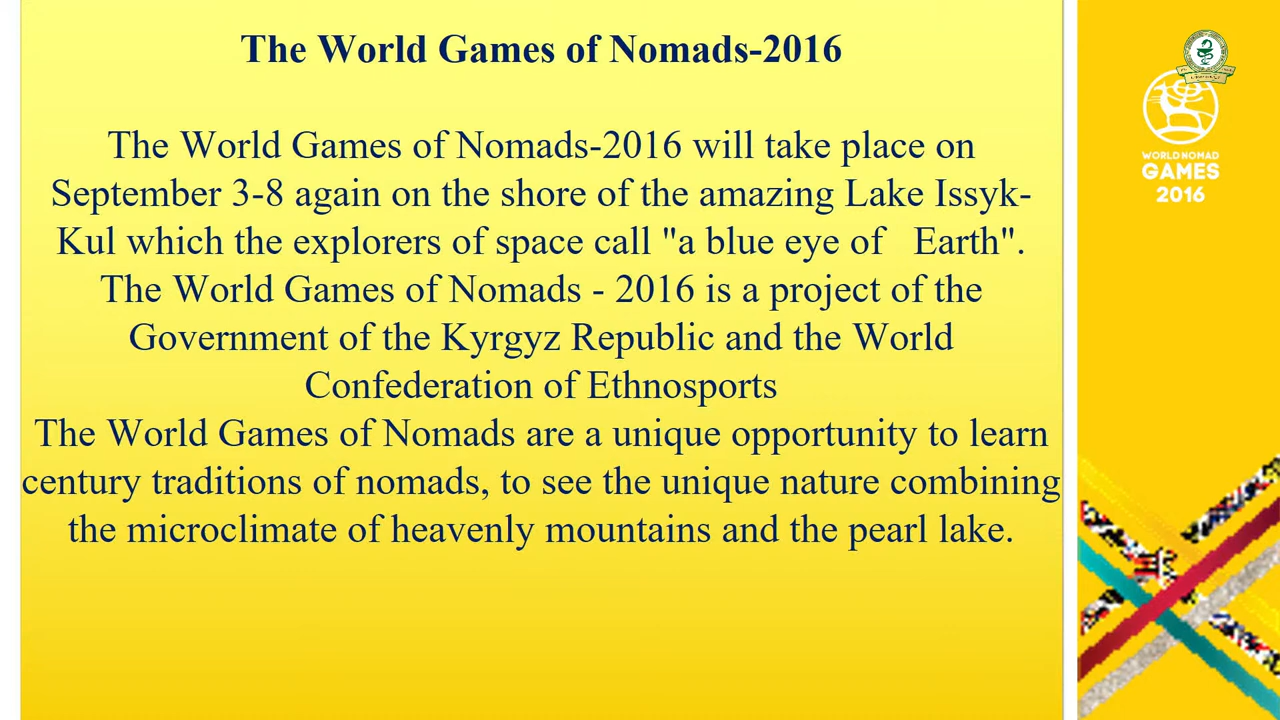 The World Games of Nomads-2016
The World Games of Nomads-2016 will take place on
September 3-8 again on the shore of the amazing Lake Issyk-
Kul which the explorers of space call "a blue eye of   Earth".
The World Games of Nomads - 2016 is a project of the
Government of the Kyrgyz Republic and the World
Confederation of Ethnosports
The World Games of Nomads are a unique opportunity to learn
century traditions of nomads, to see the unique nature combining
the microclimate of heavenly mountains and the pearl lake.
WORLD NOMAD
GAMES
2016